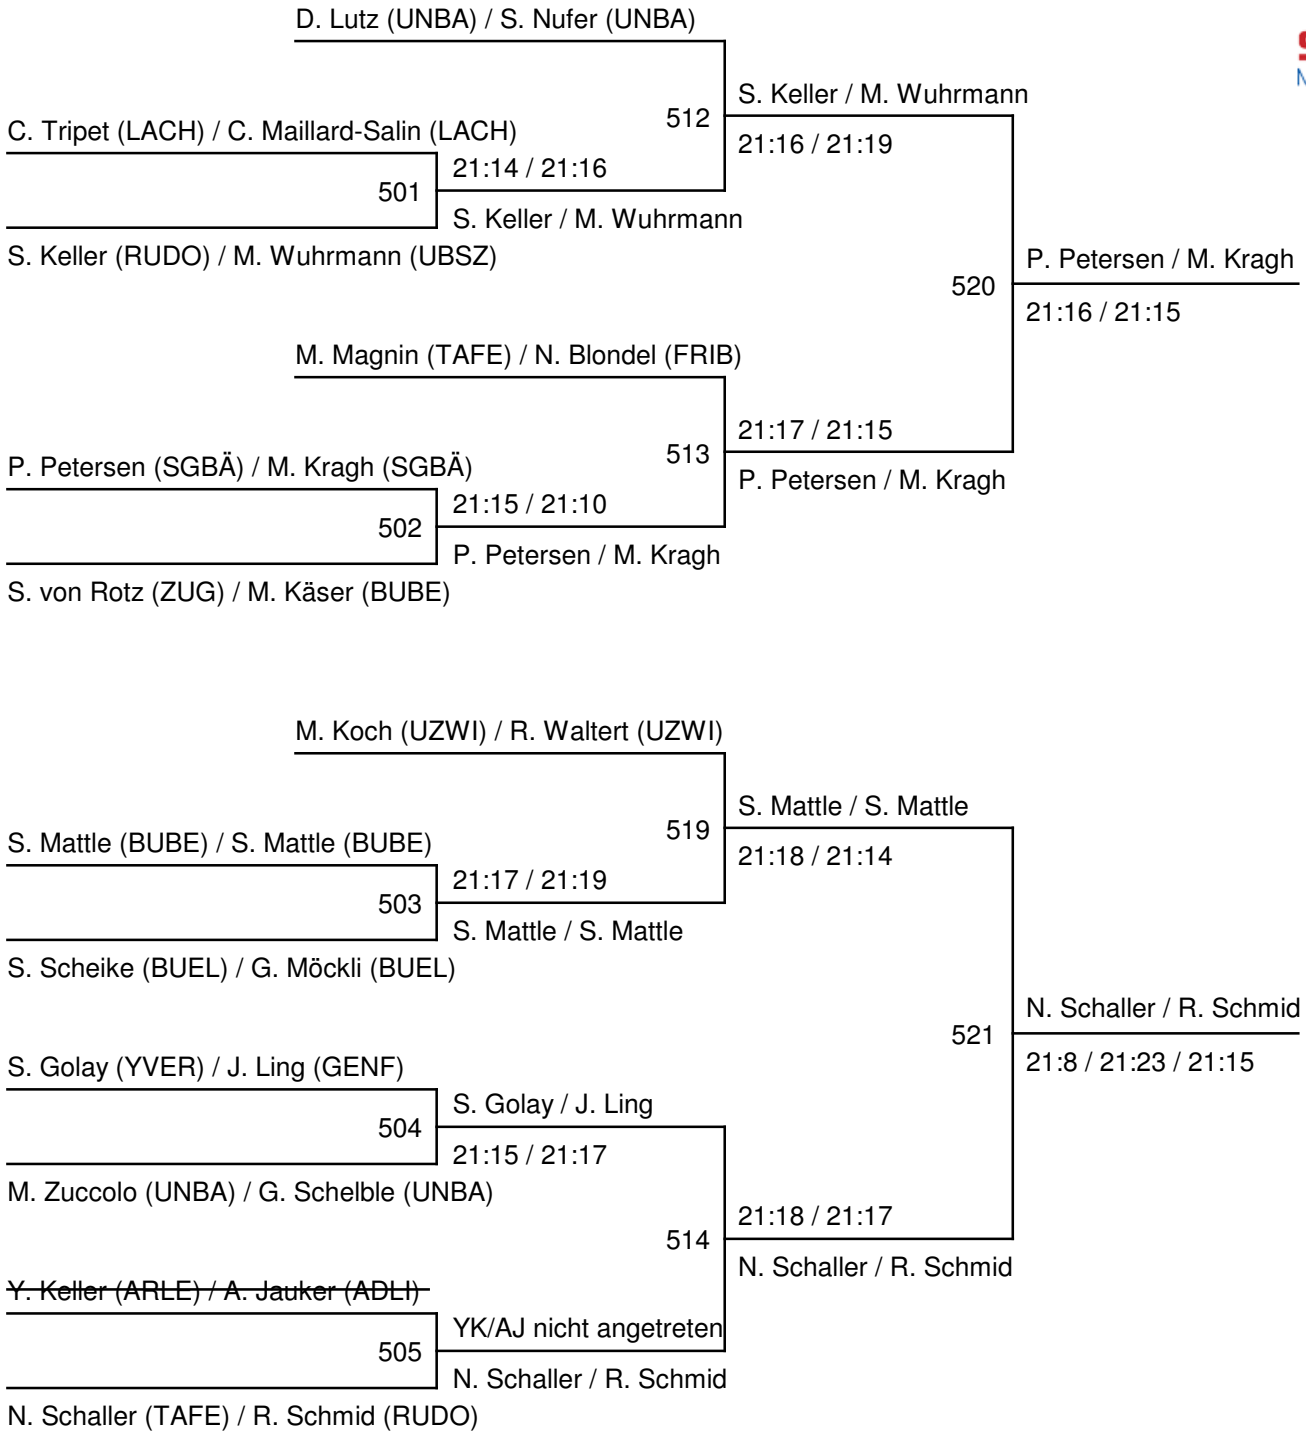 D. Lutz (UNBA) / S. Nufer (UNBA)
S. Keller / M. Wuhrmann
512
C. Tripet (LACH) / C. Maillard-Salin (LACH)
21:16 / 21:19
21:14 / 21:16
501
S. Keller / M. Wuhrmann
S. Keller (RUDO) / M. Wuhrmann (UBSZ)
P. Petersen / M. Kragh
520
21:16 / 21:15
M. Magnin (TAFE) / N. Blondel (FRIB)
21:17 / 21:15
513
P. Petersen (SGBÄ) / M. Kragh (SGBÄ)
P. Petersen / M. Kragh
21:15 / 21:10
502
P. Petersen / M. Kragh
S. von Rotz (ZUG) / M. Käser (BUBE)
M. Koch (UZWI) / R. Waltert (UZWI)
S. Mattle / S. Mattle
519
S. Mattle (BUBE) / S. Mattle (BUBE)
21:18 / 21:14
21:17 / 21:19
503
S. Mattle / S. Mattle
S. Scheike (BUEL) / G. Möckli (BUEL)
N. Schaller / R. Schmid
521
21:8 / 21:23 / 21:15
S. Golay (YVER) / J. Ling (GENF)
S. Golay / J. Ling
504
21:15 / 21:17
M. Zuccolo (UNBA) / G. Schelble (UNBA)
21:18 / 21:17
514
N. Schaller / R. Schmid
Y. Keller (ARLE) / A. Jauker (ADLI)
YK/AJ nicht angetreten
505
N. Schaller / R. Schmid
N. Schaller (TAFE) / R. Schmid (RUDO)